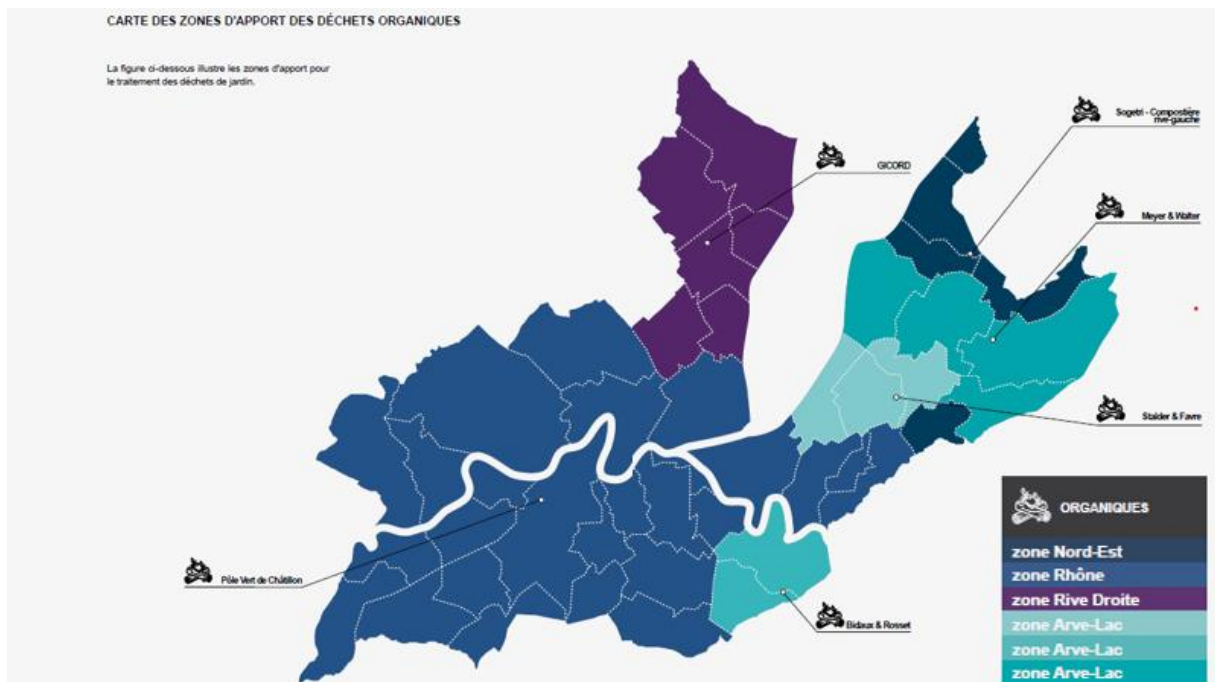 CARTE DES ZONES D'APPORT DES DÉCHETS ORGANIQUES
La figure ci-dessous illustre les zones d'apport pour
le traitement des déchets de jardin.
Sogetri - Compostière
rive-gauche
GICORD
Meyer & Walter
Stalder & Favre
Pôle Vert de Châtillon
Bidaux & Rosset
ORGANIQUES
zone Nord-Est
zone Rhône
zone Rive Droite
zone Arve-Lac
zone Arve-Lac
zone Arve-Lac